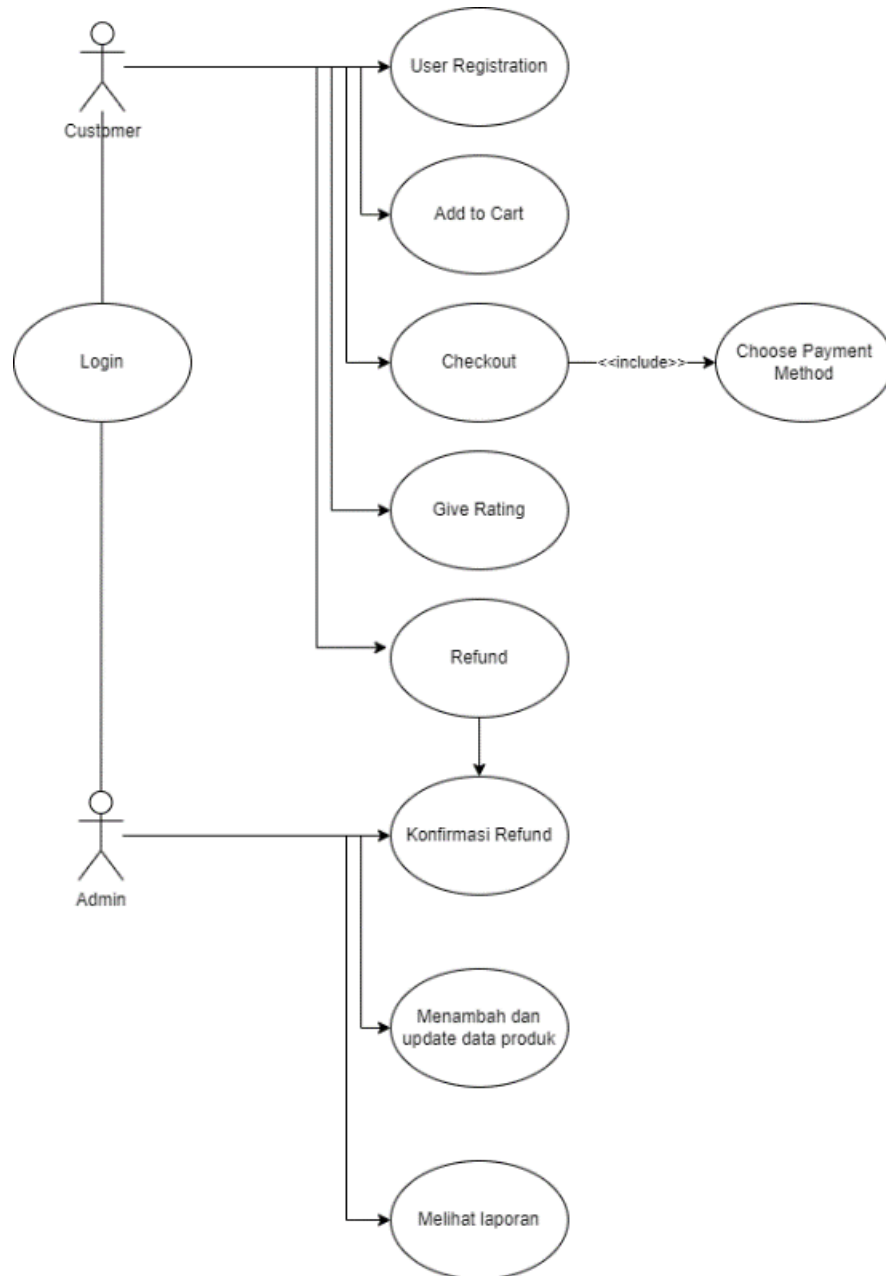 User Registration
Customer
Add to Cart
Login
Checkout
<<include>>
Choose Payment
Method
Give Rating
Refund
Konfirmasi Refund
Admin
Menambah dan
update data produk
Melihat laporan